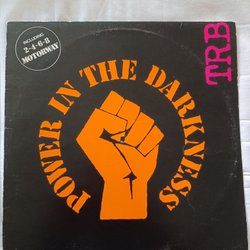 INCLUDING
2-4-6-8
MOTORWAY
TRB
POWER IN THE DARKNESS